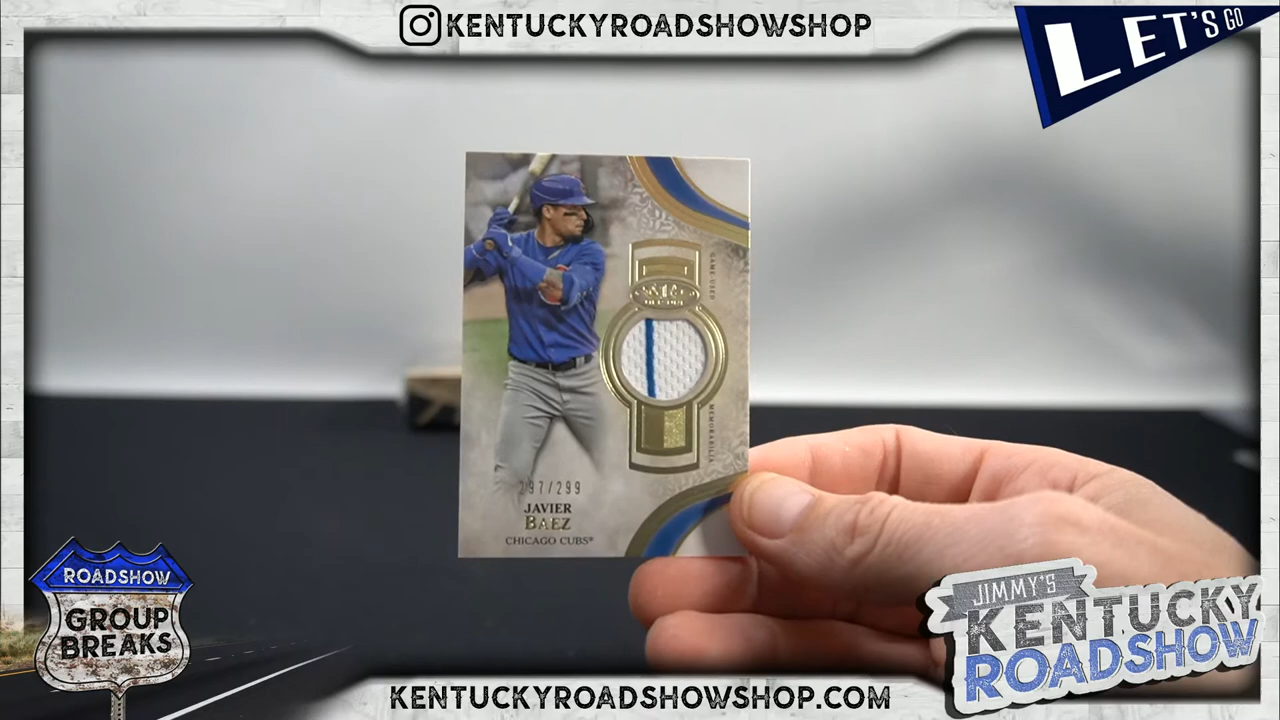 KENTUCKYROADSHOWSHOP
LET'S GO
GAME-USED
MEMORABILIA
297/299
JAVIER
BAEZ
CHICAGO CUBS®
ROADSHOW
GROUP
BREAKS
JIMMY'S
KENTUCKY
ROADSHOW
KENTUCKYROADSHOWSHOP.COM